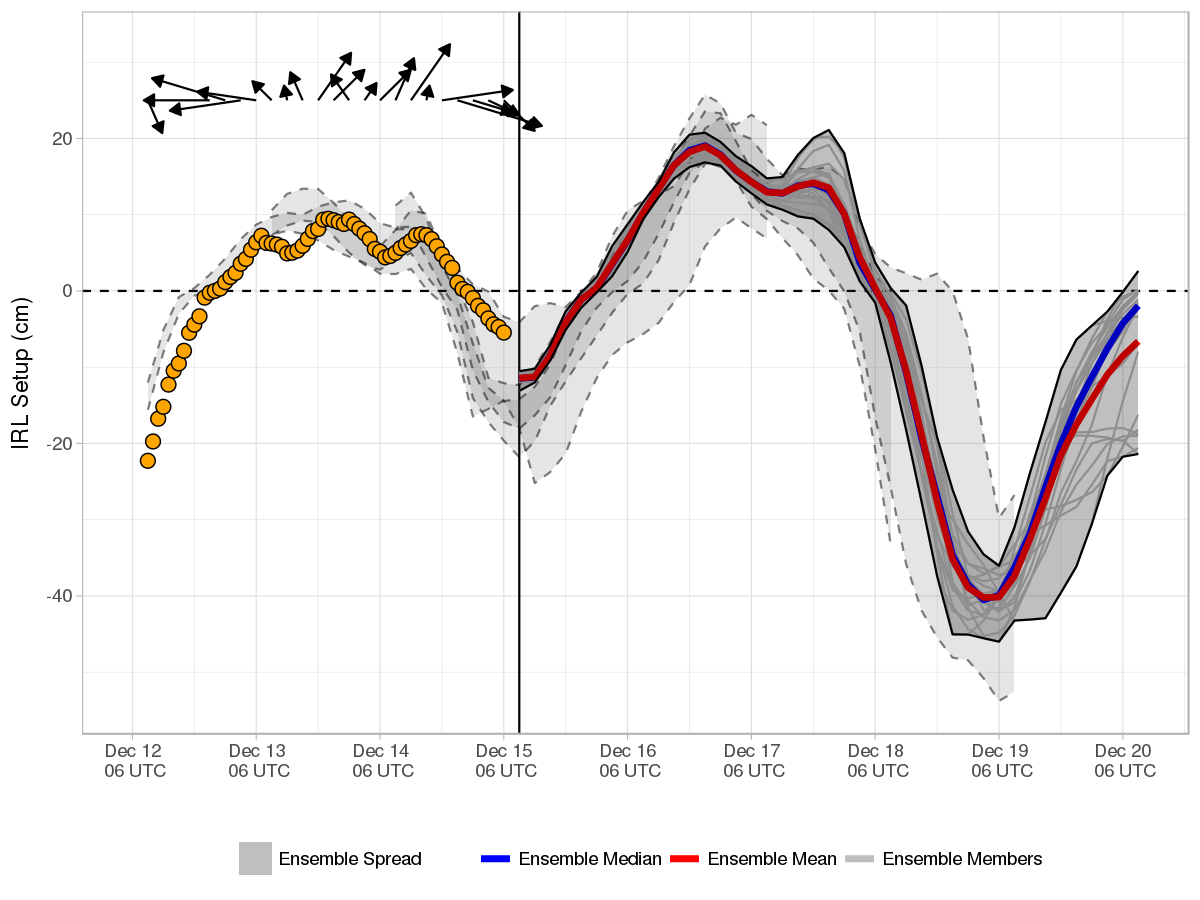 IRL Setup (cm)
20
0
-20
-40
Dec 12 Dec 13 Dec 14 Dec 15 Dec 16 Dec 17 Dec 18 Dec 19 Dec 20
06 UTC 06 UTC 06 UTC 06 UTC 06 UTC 06 UTC 06 UTC 06 UTC 06 UTC
Ensemble Spread Ensemble Median Ensemble Mean Ensemble Members